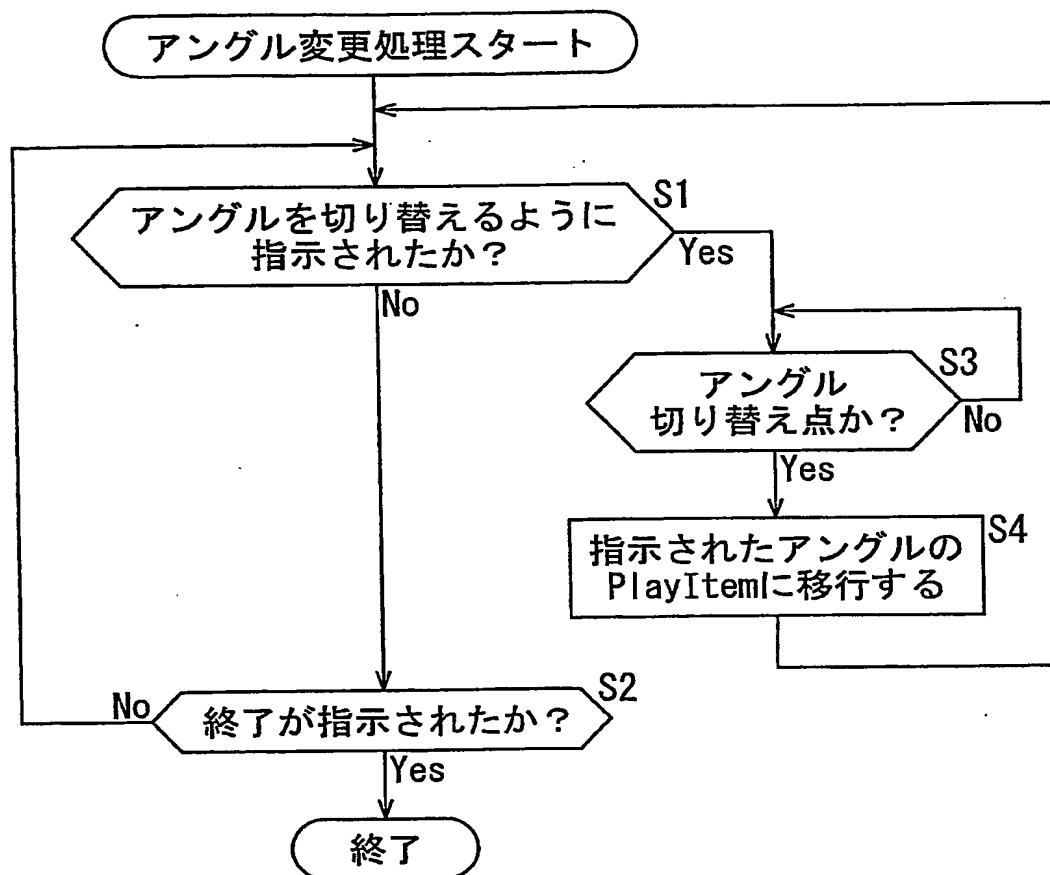 アングル変更処理スタート
アングルを切り替えるように
指示されたか？
S1
Yes
No
アングル
切り替え点か？
S3
No
Yes
指示されたアングルの
PlayItemに移行する
S4
終了が指示されたか？
S2
No
Yes
終了